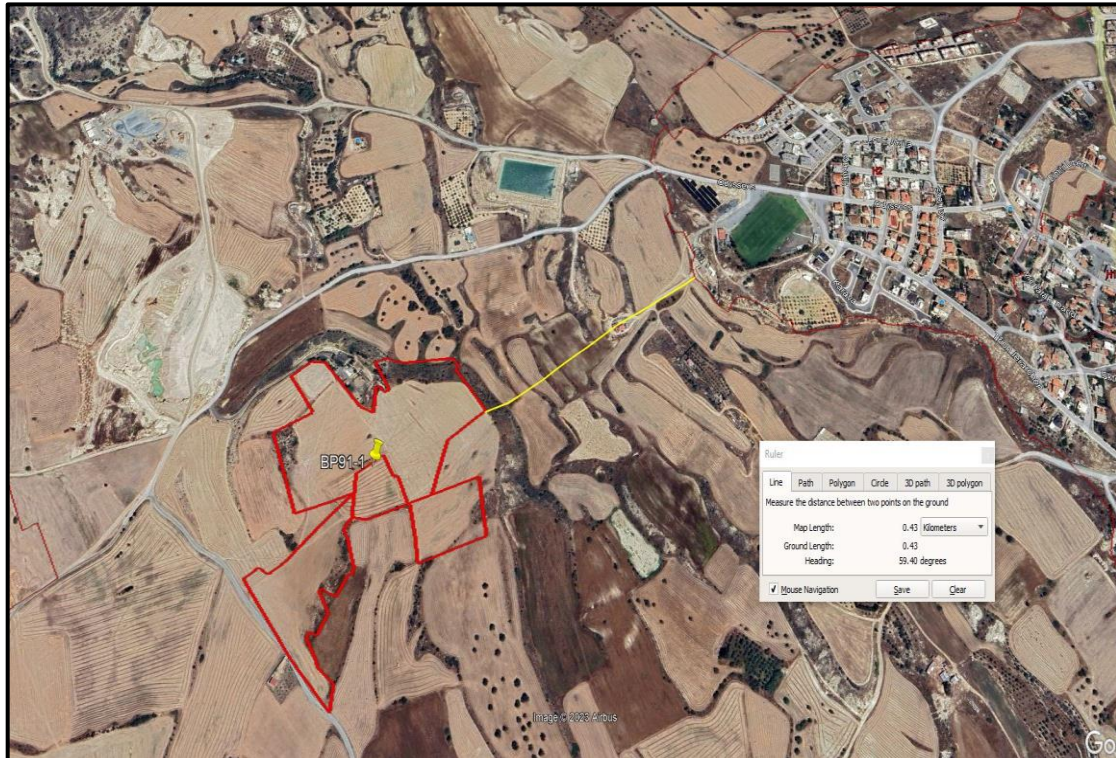 BP91-1
Ruler
Line Path Polygon Circle 3D path 3D polygon
Measure the distance between two points on the ground
Map Length: 0.43 Kilometers
Ground Length: 0.43
Heading: 59.40 degrees
Mouse Navigation Save Clear
Image © 2023 Airbus
Go